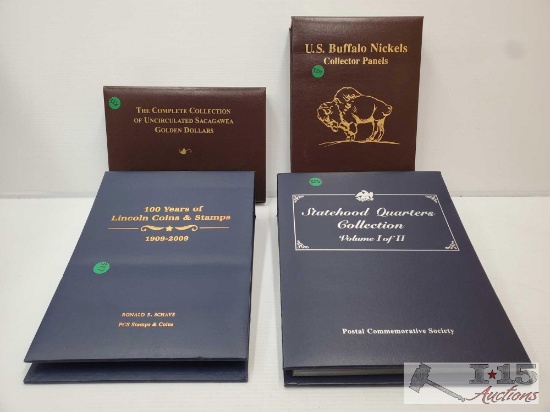 U.S. Buffalo Nickels
Collector Panels
THE COMPLETE COLLECTION
OF UNCIRCULATED SACAGAWEA
GOLDEN DOLLARS
100 Years of
Lincoln Coins & Stamps
1909-2009
RONALD E. SCHAVE
PCS Stamps & Coins
Statehood Quarters
Collection
Volume I of II
Postal Commemorative Society
I-15
Auctions